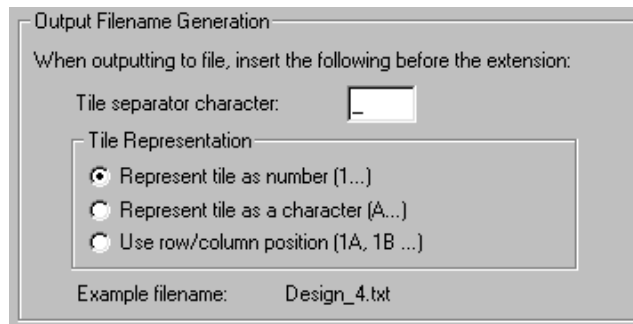 Output Filename Generation
When outputting to file, insert the following before the extension:
Tile separator character: _
Tile Representation
Represent tile as number (1...)
Represent tile as a character (A...)
Use row/column position (1A, 1B ...)
Example filename: Design_4.txt